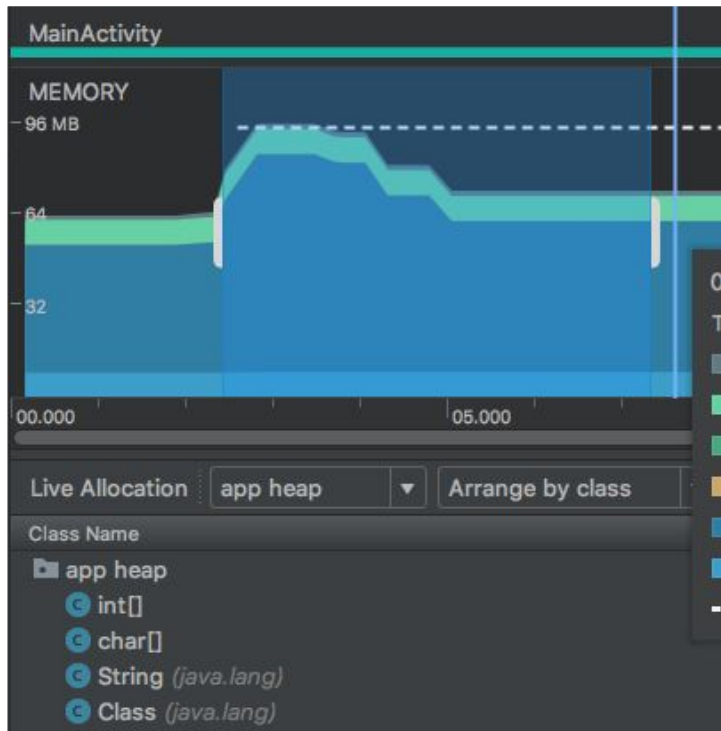 MainActivity
MEMORY
96 MB
64
32
00.000
05.000
Live Allocation
app heap
Arrange by class
Class Name
app heap
int[]
char[]
String (java.lang)
Class (java.lang)